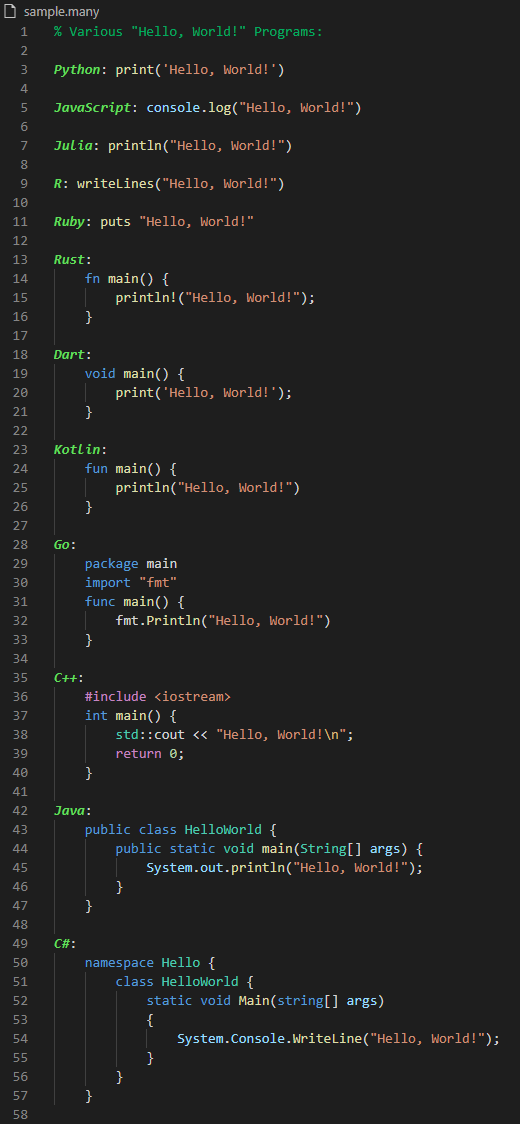 sample.many
1 % Various "Hello, World!" Programs:
2
3 Python: print('Hello, World!')
4
5 JavaScript: console.log("Hello, World!")
6
7 Julia: println("Hello, World!")
8
9 R: writeLines("Hello, World!")
10
11 Ruby: puts "Hello, World!"
12
13 Rust:
14     fn main() {
15         println!("Hello, World!");
16     }
17
18 Dart:
19     void main() {
20         print('Hello, World!');
21     }
22
23 Kotlin:
24     fun main() {
25         println("Hello, World!")
26     }
27
28 Go:
29     package main
30     import "fmt"
31     func main() {
32         fmt.Println("Hello, World!")
33     }
34
35 C++:
36     #include <iostream>
37     int main() {
38         std::cout << "Hello, World!\n";
39         return 0;
40     }
41
42 Java:
43     public class HelloWorld {
44         public static void main(String[] args) {
45             System.out.println("Hello, World!");
46         }
47     }
48
49 C#:
50     namespace Hello {
51         class HelloWorld {
52             static void Main(string[] args)
53             {
54                 System.Console.WriteLine("Hello, World!");
55             }
56         }
57     }
58